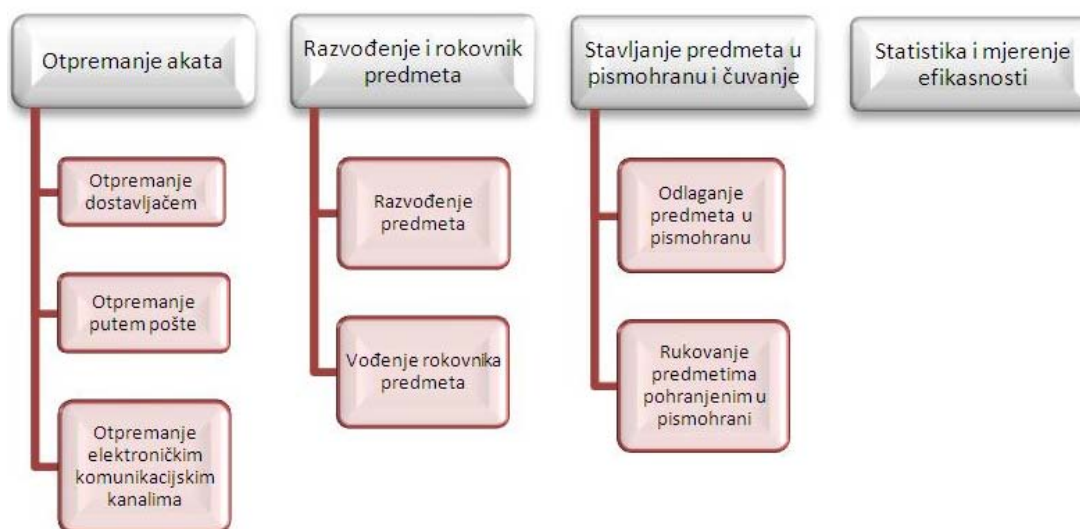 Otpremanje akata
Otpremanje
dostavljačem
Otpremanje
putem pošte
Otpremanje
elektroničkim
komunikacijskim
kanalima
Razvođenje i rokovnik
predmeta
Razvođenje
predmeta
Vođenje rokovnika
predmeta
Stavljanje predmeta u
pismohranu i čuvanje
Odlaganje
predmeta u
pismohranu
Rukovanje
predmetima
pohranjenim u
pismohrani
Statistika i mjerenje
efikasnosti